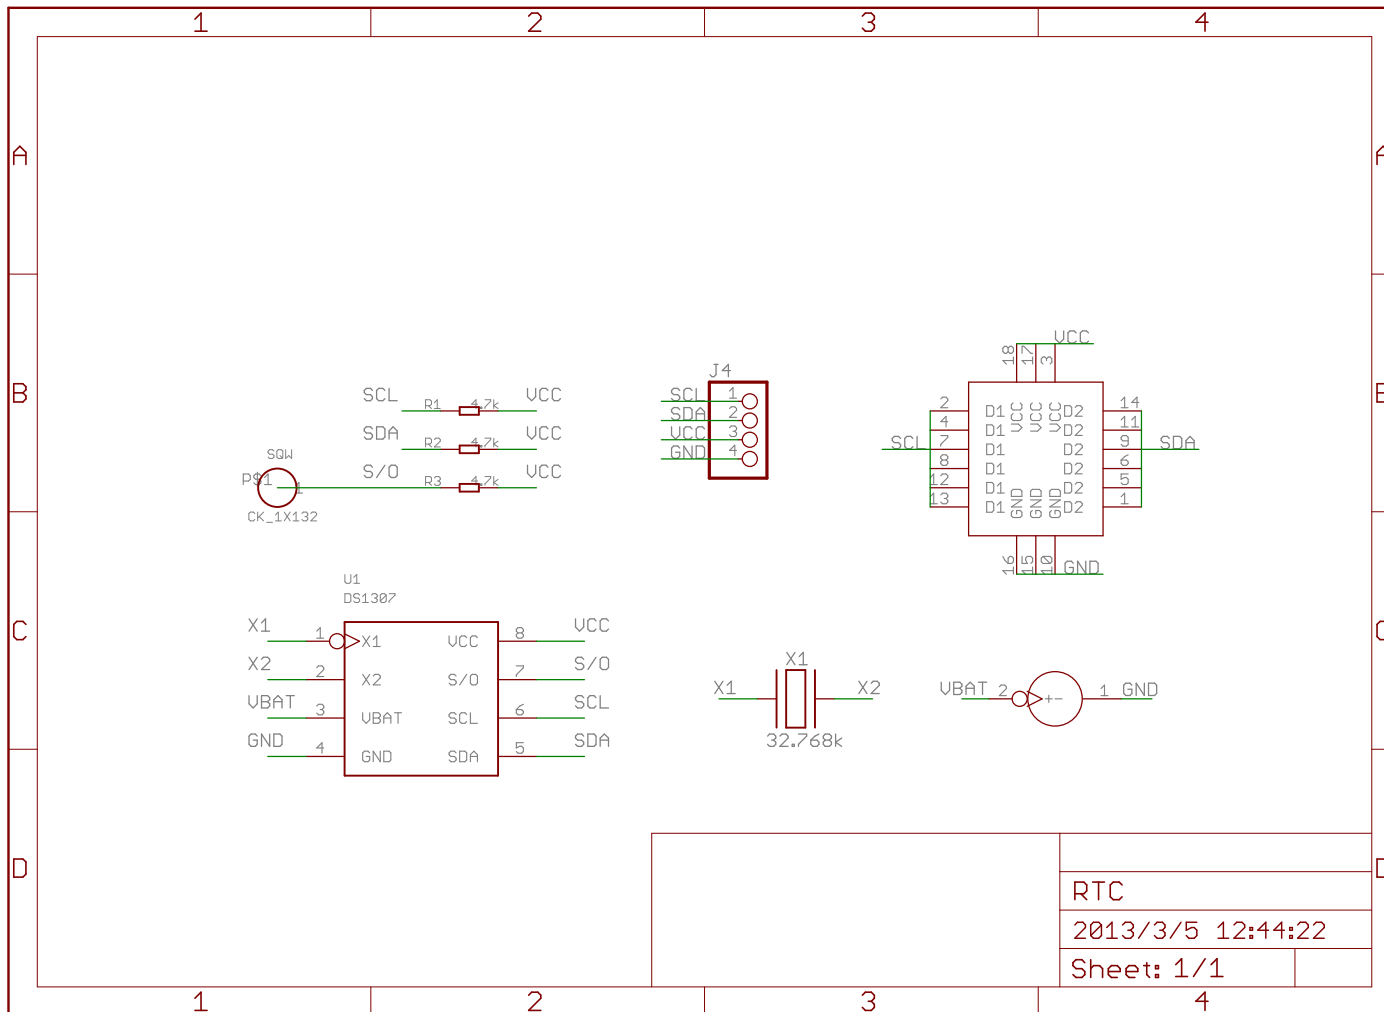 1 2 3 4
A A
B B
C C
D D
SCL R1 4.7k VCC
SDA R2 4.7k VCC
SQW
P$1 1 S/O R3 4.7k VCC
CK_1X132
J4
SCL 1
SDA 2
VCC 3
GND 4
18 17 3 VCC
VCC VCC VCC
2 D1 D2 14
4 D1 D2 11
SCL 7 D1 D2 9 SDA
8 D1 D2 6
12 D1 D2 5
13 D1 D2 1
GND GND GND
16 15 10 GND
U1
DS1307
X1 1 X1 VCC 8 VCC
X2 2 X2 S/O 7 S/O
VBAT 3 VBAT SCL 6 SCL
GND 4 GND SDA 5 SDA
X1
X1 X2
32.768k
VBAT 2 +- 1 GND
RTC
2013/3/5 12:44:22
Sheet: 1/1
1 2 3 4